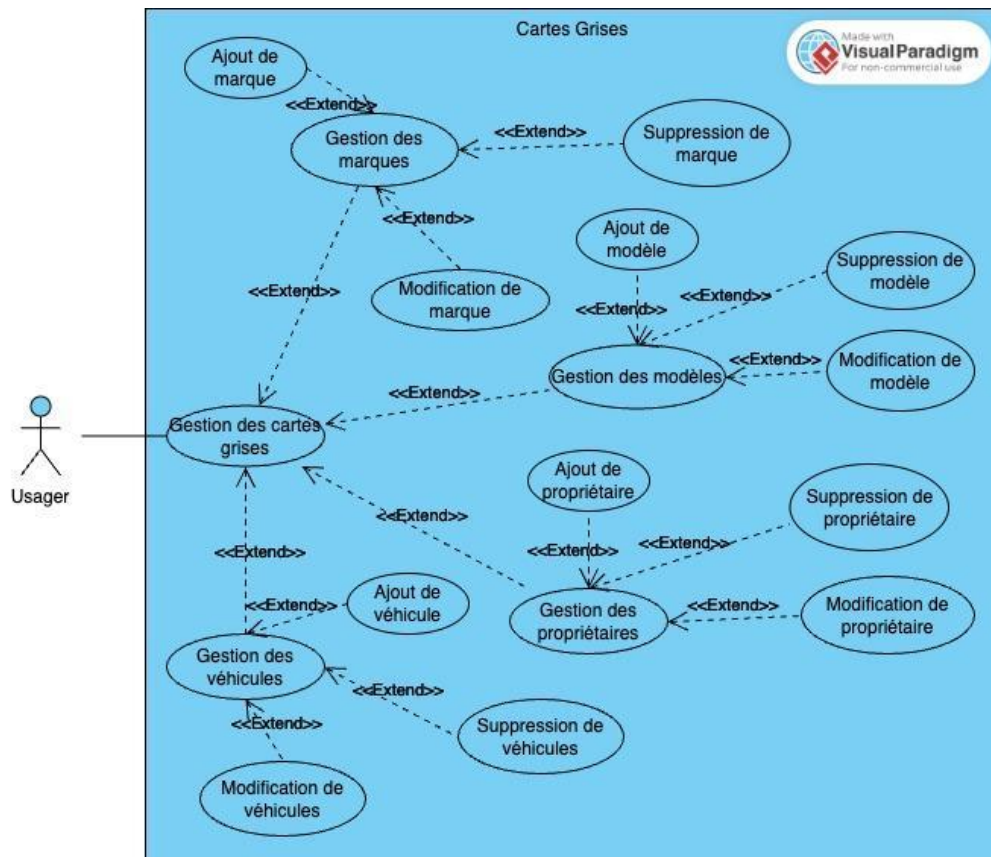 Cartes Grises
Made with
Visual Paradigm
For non-commercial use
Ajout de
marque
<<Extend>>
Gestion des
marques
<<Extend>>
Suppression de
marque
<<Extend>>
Modification de
marque
<<Extend>>
Ajout de
modèle
<<Extend>>
Suppression de
modèle
<<Extend>>
Gestion des modèles
<<Extend>>
Modification de
modèle
<<Extend>>
Gestion des cartes
grises
Usager
Ajout de
propriétaire
<<Extend>>
Suppression de
propriétaire
<<Extend>>
<<Extend>>
Gestion des
propriétaires
<<Extend>>
Modification de
propriétaire
<<Extend>>
Ajout de
véhicule
<<Extend>>
Gestion des
véhicules
<<Extend>>
Suppression de
véhicules
<<Extend>>
Modification de
véhicules